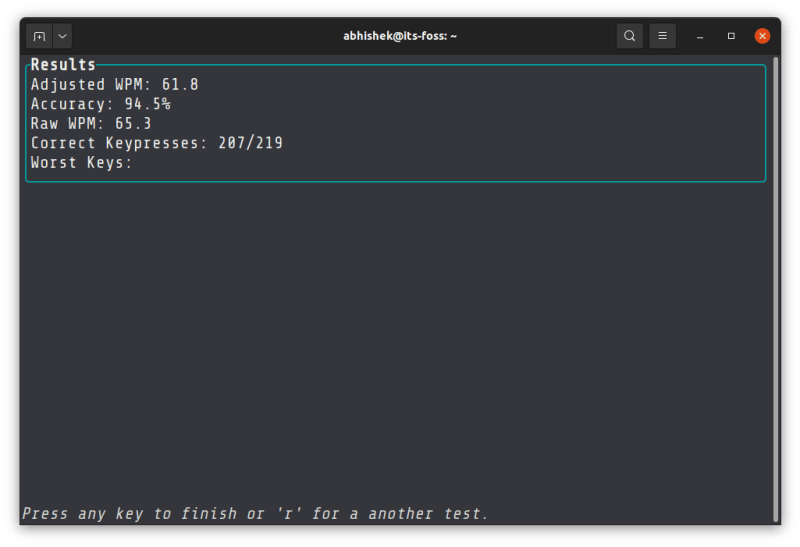 abhishek@its-foss: ~
Results
Adjusted WPM: 61.8
Accuracy: 94.5%
Raw WPM: 65.3
Correct Keypresses: 207/219
Worst Keys:
Press any key to finish or 'r' for a another test.